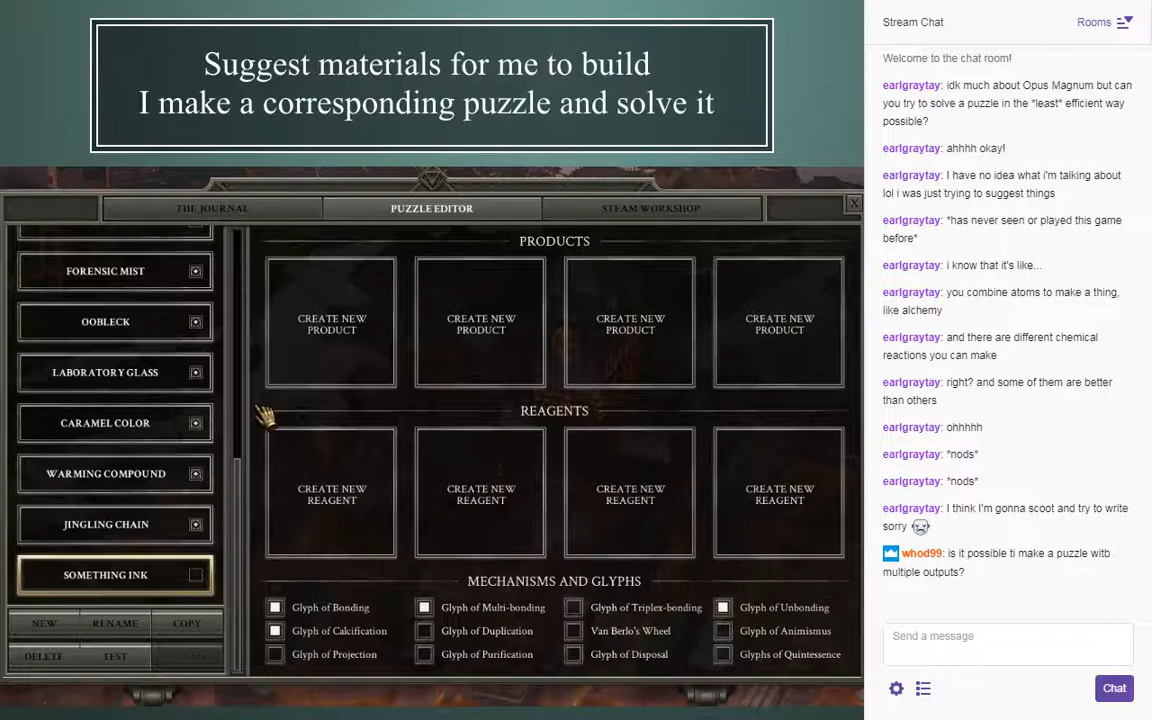 Suggest materials for me to build
I make a corresponding puzzle and solve it
THE JOURNAL
PUZZLE EDITOR
STEAM WORKSHOP
X
FORENSIC MIST
OOBLECK
LABORATORY GLASS
CARAMEL COLOR
WARMING COMPOUND
JINGLING CHAIN
SOMETHING INK
NEW
RENAME
COPY
DELETE
TEST
PRODUCTS
CREATE NEW
PRODUCT
CREATE NEW
PRODUCT
CREATE NEW
PRODUCT
CREATE NEW
PRODUCT
REAGENTS
CREATE NEW
REAGENT
CREATE NEW
REAGENT
CREATE NEW
REAGENT
CREATE NEW
REAGENT
MECHANISMS AND GLYPHS
Glyph of Bonding
Glyph of Multi-bonding
Glyph of Triplex-bonding
Glyph of Unbonding
Glyph of Calcification
Glyph of Duplication
Van Berlo's Wheel
Glyph of Animismus
Glyph of Projection
Glyph of Purification
Glyph of Disposal
Glyphs of Quintessence
Stream Chat
Rooms
Welcome to the chat room!
earlgraytay: idk much about Opus Magnum but can
you try to solve a puzzle in the *least* efficient way
possible?
earlgraytay: ahhhh okay!
earlgraytay: I have no idea what i'm talking about
lol i was just trying to suggest things
earlgraytay: *has never seen or played this game
before*
earlgraytay: i know that it's like...
earlgraytay: you combine atoms to make a thing,
like alchemy
earlgraytay: and there are different chemical
reactions you can make
earlgraytay: right? and some of them are better
than others
earlgraytay: ohhhhh
earlgraytay: *nods*
earlgraytay: *nods*
earlgraytay: I think I'm gonna scoot and try to write
sorry
whod99: is it possible ti make a puzzle witb
multiple outputs?
Send a message
Chat